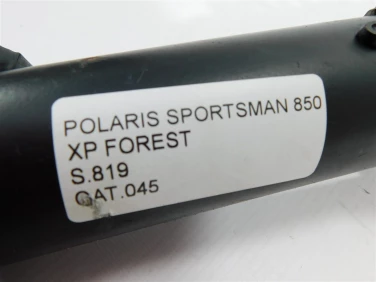 POLARIS SPORTSMAN 850
XP FOREST
S.819
CAT.045